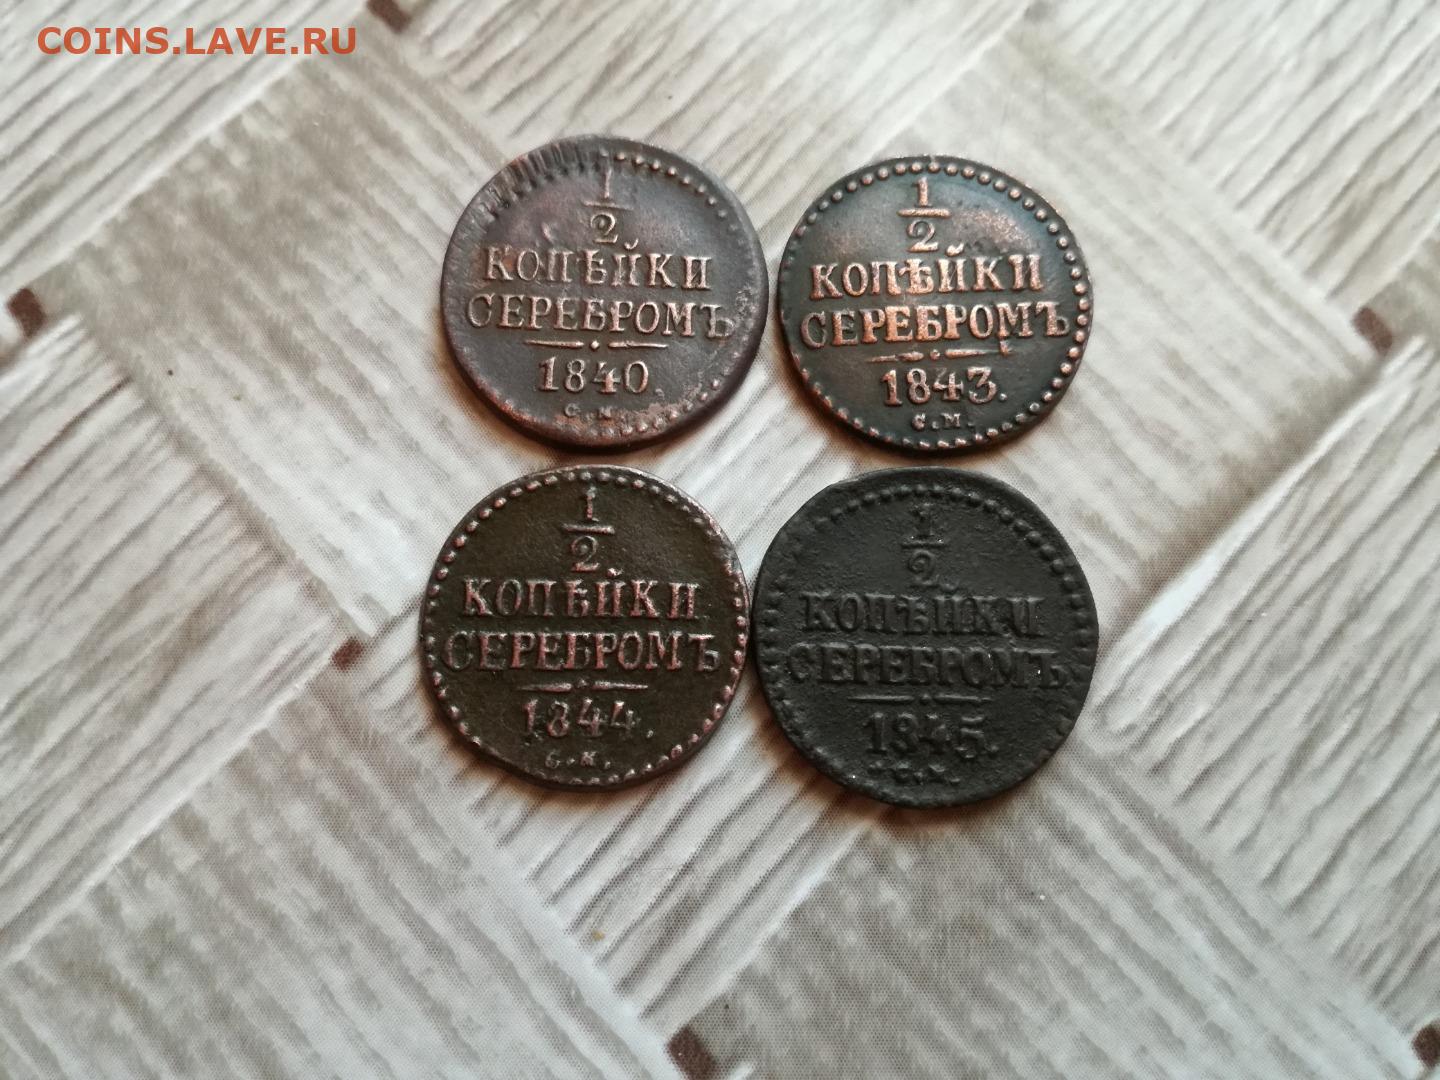 COINS.LAVE.RU
1
2
КОПѢЙКИ
СЕРЕБРОМЪ
1840.
С.М.
1
2
КОПѢЙКИ
СЕРЕБРОМЪ
1843.
С.М.
1
2
КОПѢЙКИ
СЕРЕБРОМЪ
1844.
С.М.
1
2
КОПѢЙКИ
СЕРЕБРОМЪ
1845.
С.М.